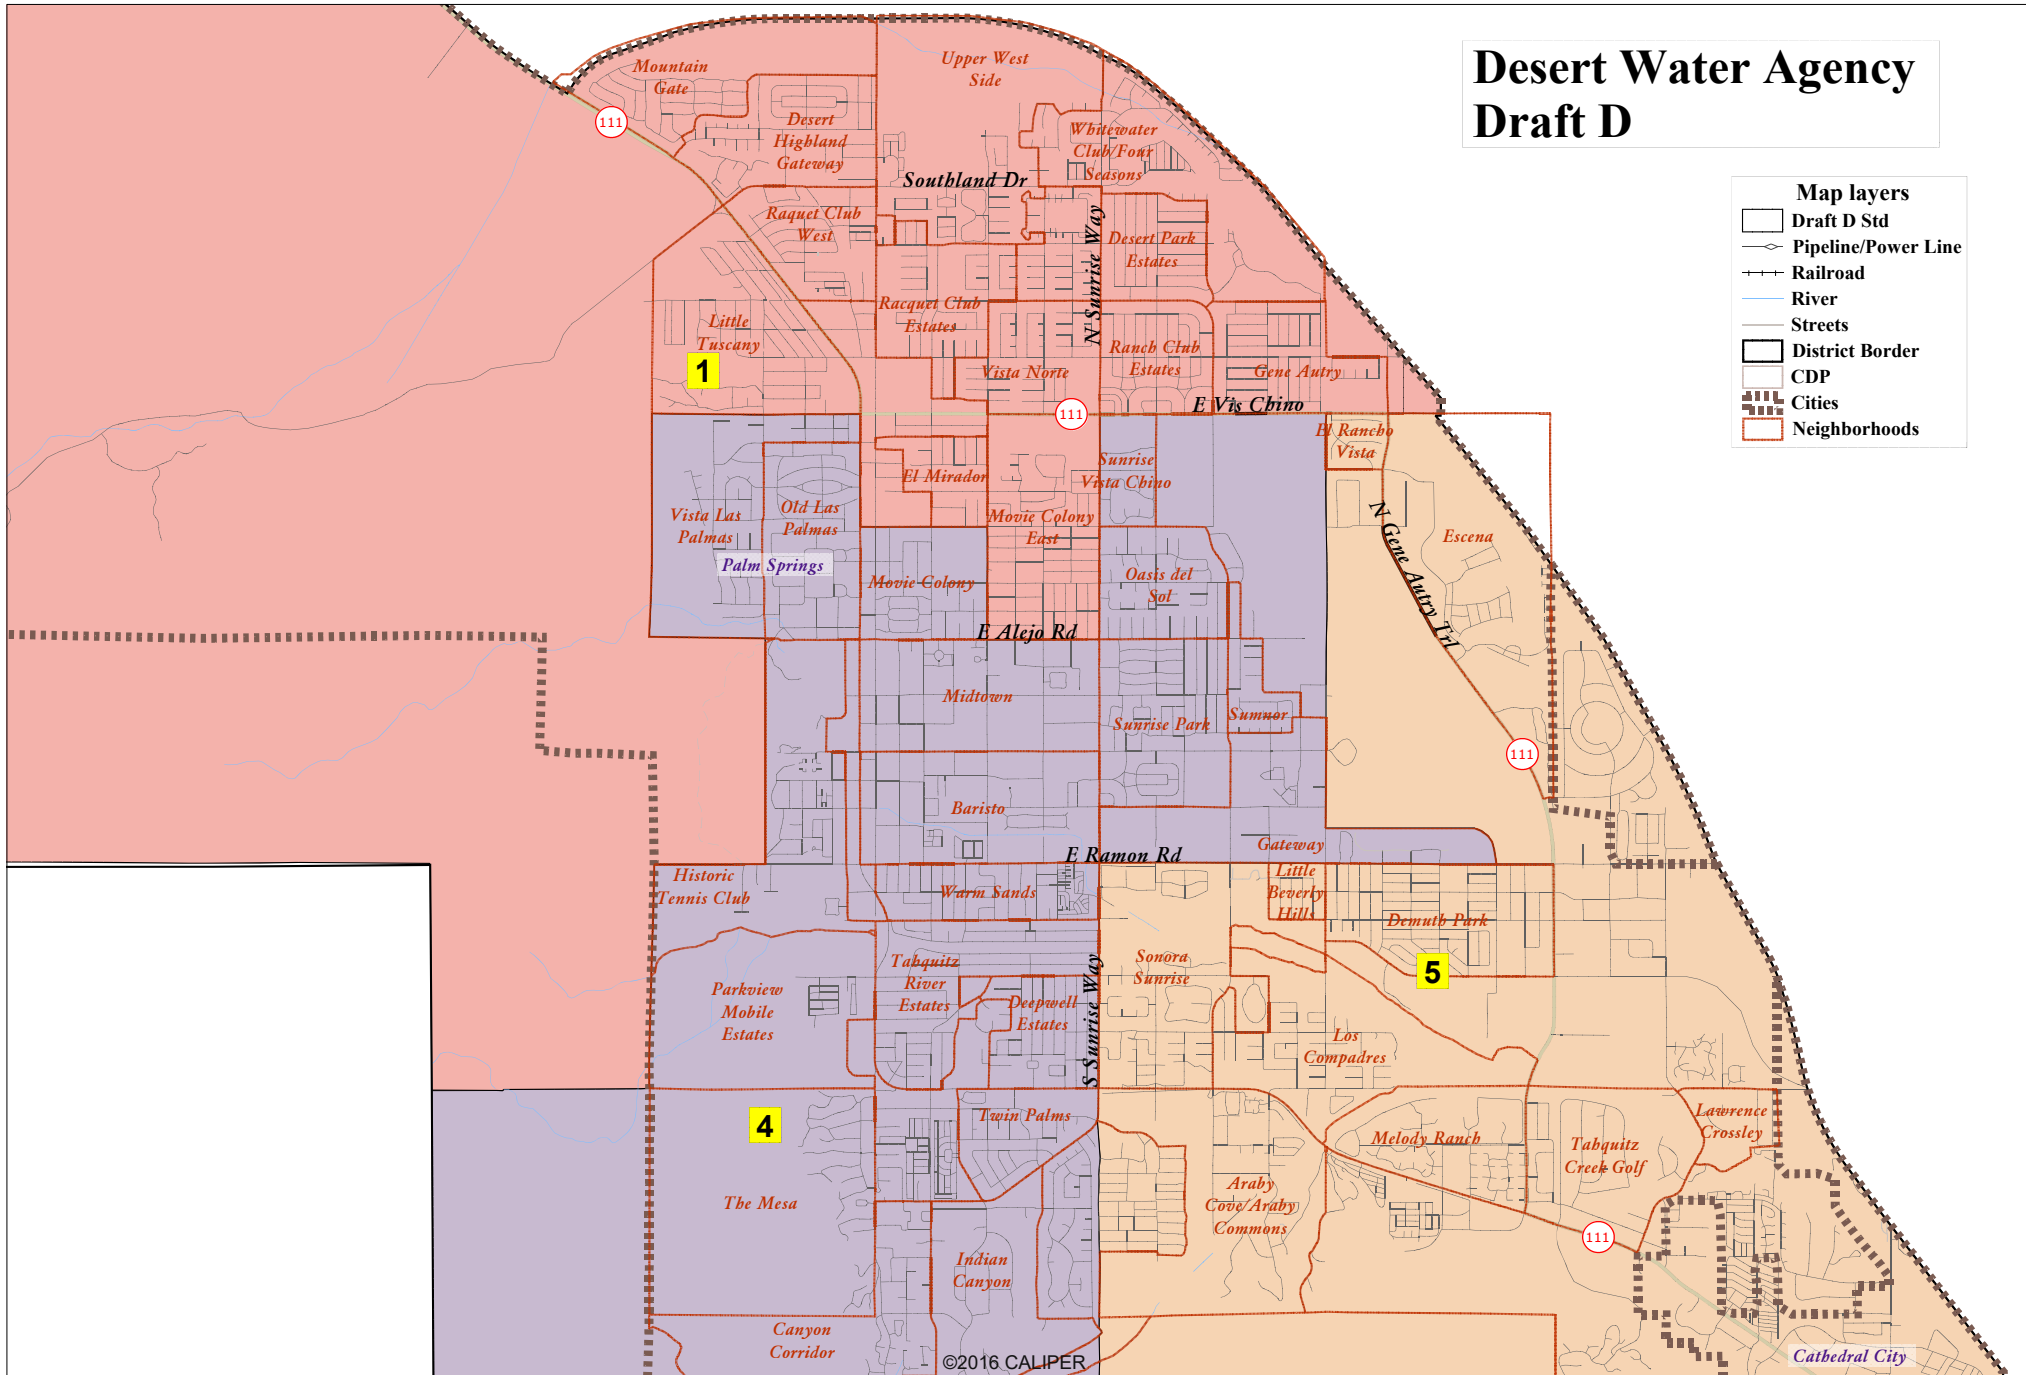 Desert Water Agency
Draft D
Map layers
Draft D Std
Pipeline/Power Line
Railroad
River
Streets
District Border
CDP
Cities
Neighborhoods
Mountain
Gate
Upper West
Side
111
Desert
Highland
Gateway
Whitewater
Club/Four
Seasons
Southland Dr
Raquet Club
West
N Sunrise Way
Desert Park
Estates
Racquet Club
Estates
Little
Tuscany
1
Ranch Club
Estates
Vista Norte
Gene Autry
E Vis Chino
111
El Rancho
Vista
El Mirador
Sunrise
Vista Chino
Vista Las
Palmas
Old Las
Palmas
Movie Colony
East
N Gene Autry Trl
Escena
Palm Springs
Movie Colony
Oasis del
Sol
E Alejo Rd
Midtown
Sunrise Park
Sumnor
111
Baristo
Gateway
E Ramon Rd
Historic
Tennis Club
Warm Sands
Little
Beverly
Hills
Demuth Park
Tahquitz
River
Estates
Sonora
Sunrise
5
Parkview
Mobile
Estates
Deepwell
Estates
S Sunrise Way
Los
Compadres
4
Twin Palms
Melody Ranch
Lawrence
Crossley
Tahquitz
Creek Golf
The Mesa
Araby
Cove/Araby
Commons
111
Indian
Canyon
Canyon
Corridor
©2016 CALIPER
Cathedral City